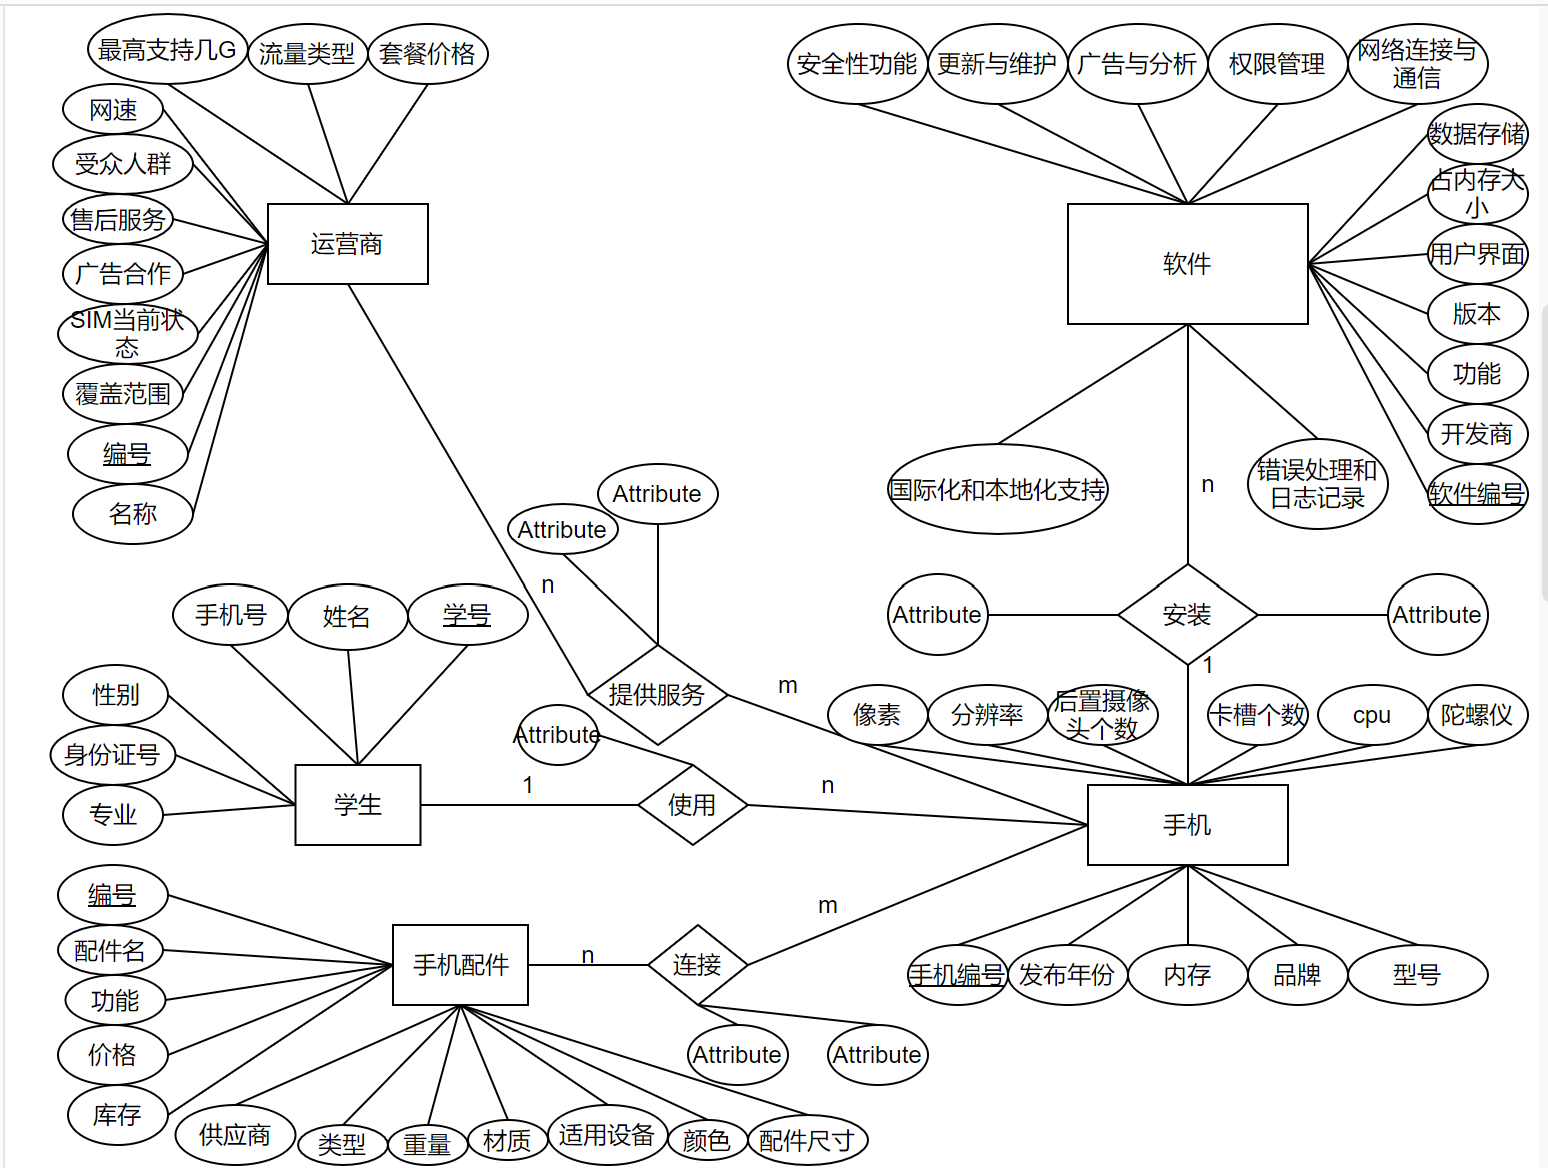 最高支持几G
流量类型
套餐价格
网速
受众人群
售后服务
广告合作
SIM当前状
态
覆盖范围
编号
名称
运营商
安全性功能
更新与维护
广告与分析
权限管理
网络连接与
通信
数据存储
占内存大
小
用户界面
版本
功能
开发商
软件编号
软件
国际化和本地化支持
n
错误处理和
日志记录
Attribute
Attribute
n
手机号
姓名
学号
性别
身份证号
专业
学生
提供服务
m
Attribute
1
使用
n
Attribute
安装
Attribute
1
像素
分辨率
后置摄像
头个数
卡槽个数
cpu
陀螺仪
手机
手机编号
发布年份
内存
品牌
型号
编号
配件名
功能
价格
库存
手机配件
n
连接
m
Attribute
Attribute
供应商
类型
重量
材质
适用设备
颜色
配件尺寸